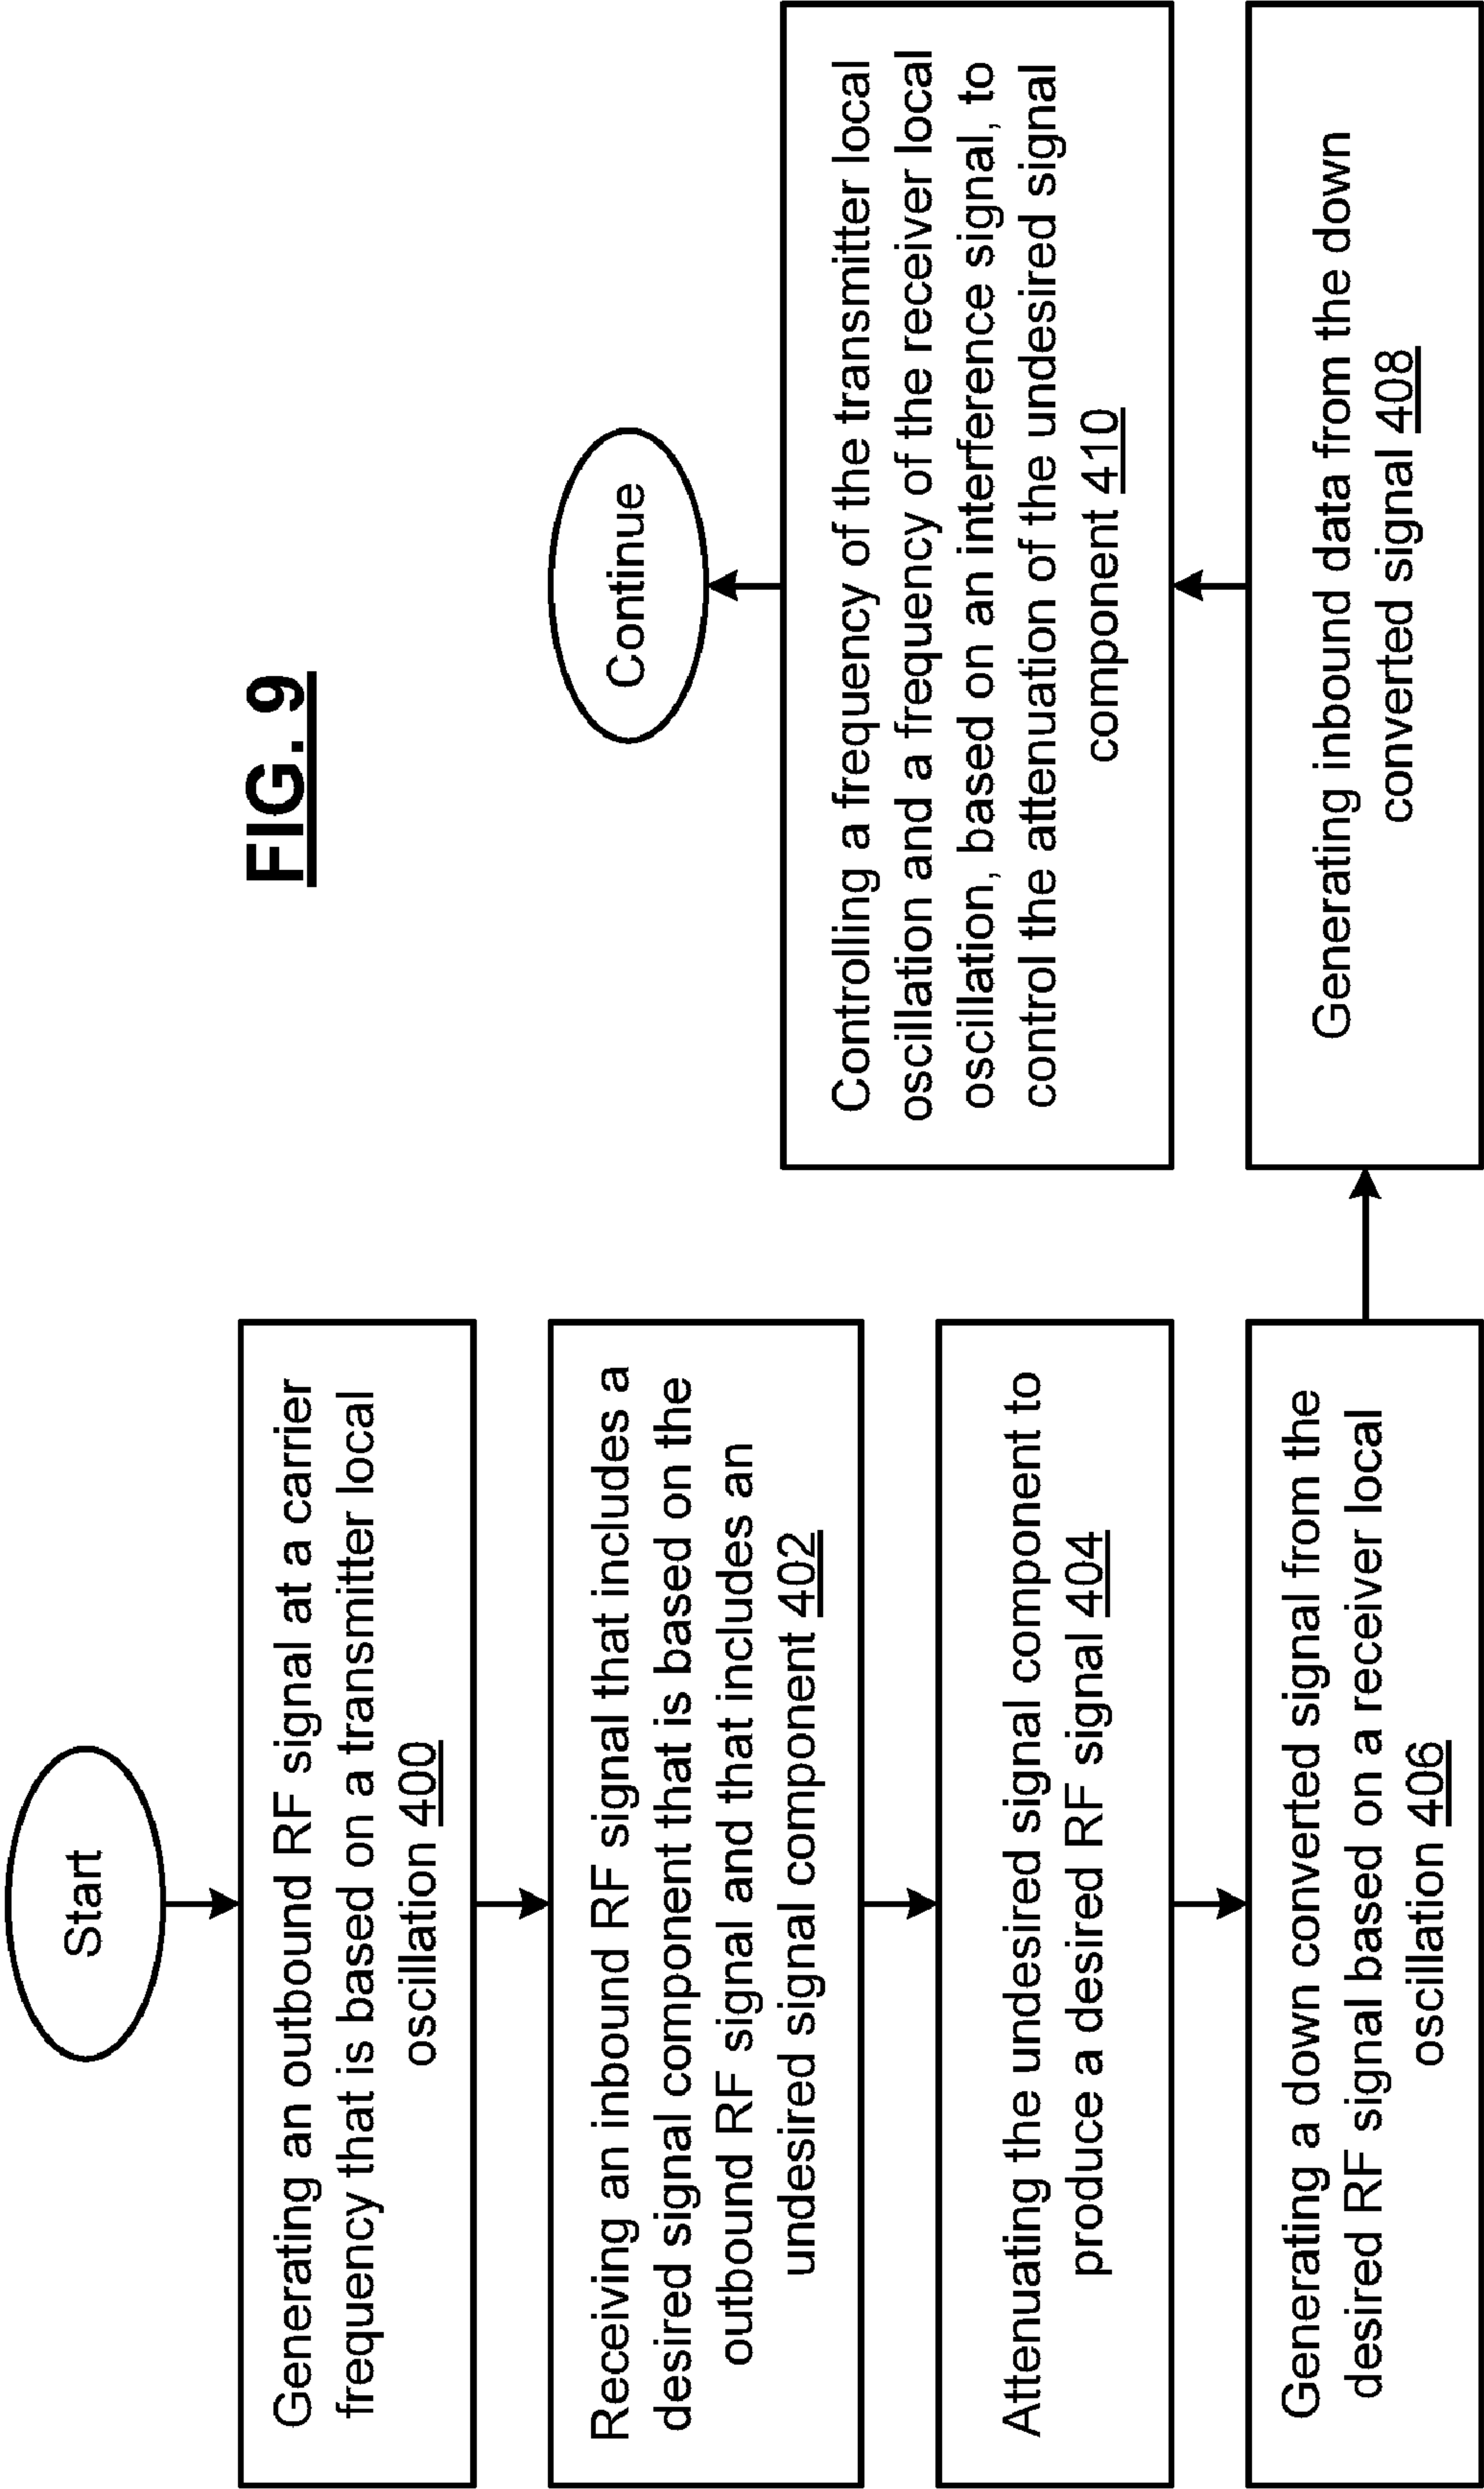 Start
Generating an outbound RF signal at a carrier
frequency that is based on a transmitter local
oscillation 400
Receiving an inbound RF signal that includes a
desired signal component that is based on the
outbound RF signal and that includes an
undesired signal component 402
Attenuating the undesired signal component to
produce a desired RF signal 404
Generating a down converted signal from the
desired RF signal based on a receiver local
oscillation 406
Generating inbound data from the down
converted signal 408
Controlling a frequency of the transmitter local
oscillation and a frequency of the receiver local
oscillation, based on an interference signal, to
control the attenuation of the undesired signal
component 410
Continue
FIG. 9